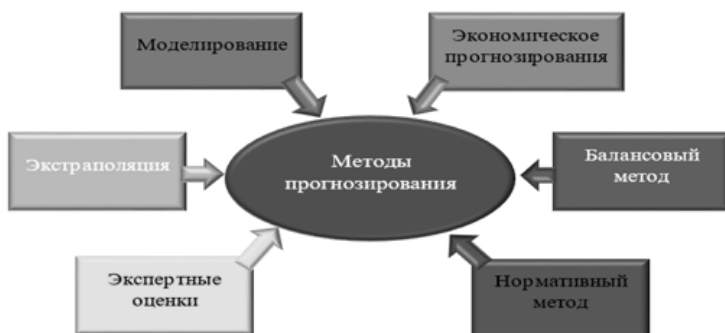 Моделирование
Экономическое
прогнозирования
Экстраполяция
Методы
прогнозирования
Балансовый
метод
Экспертные
оценки
Нормативный
метод